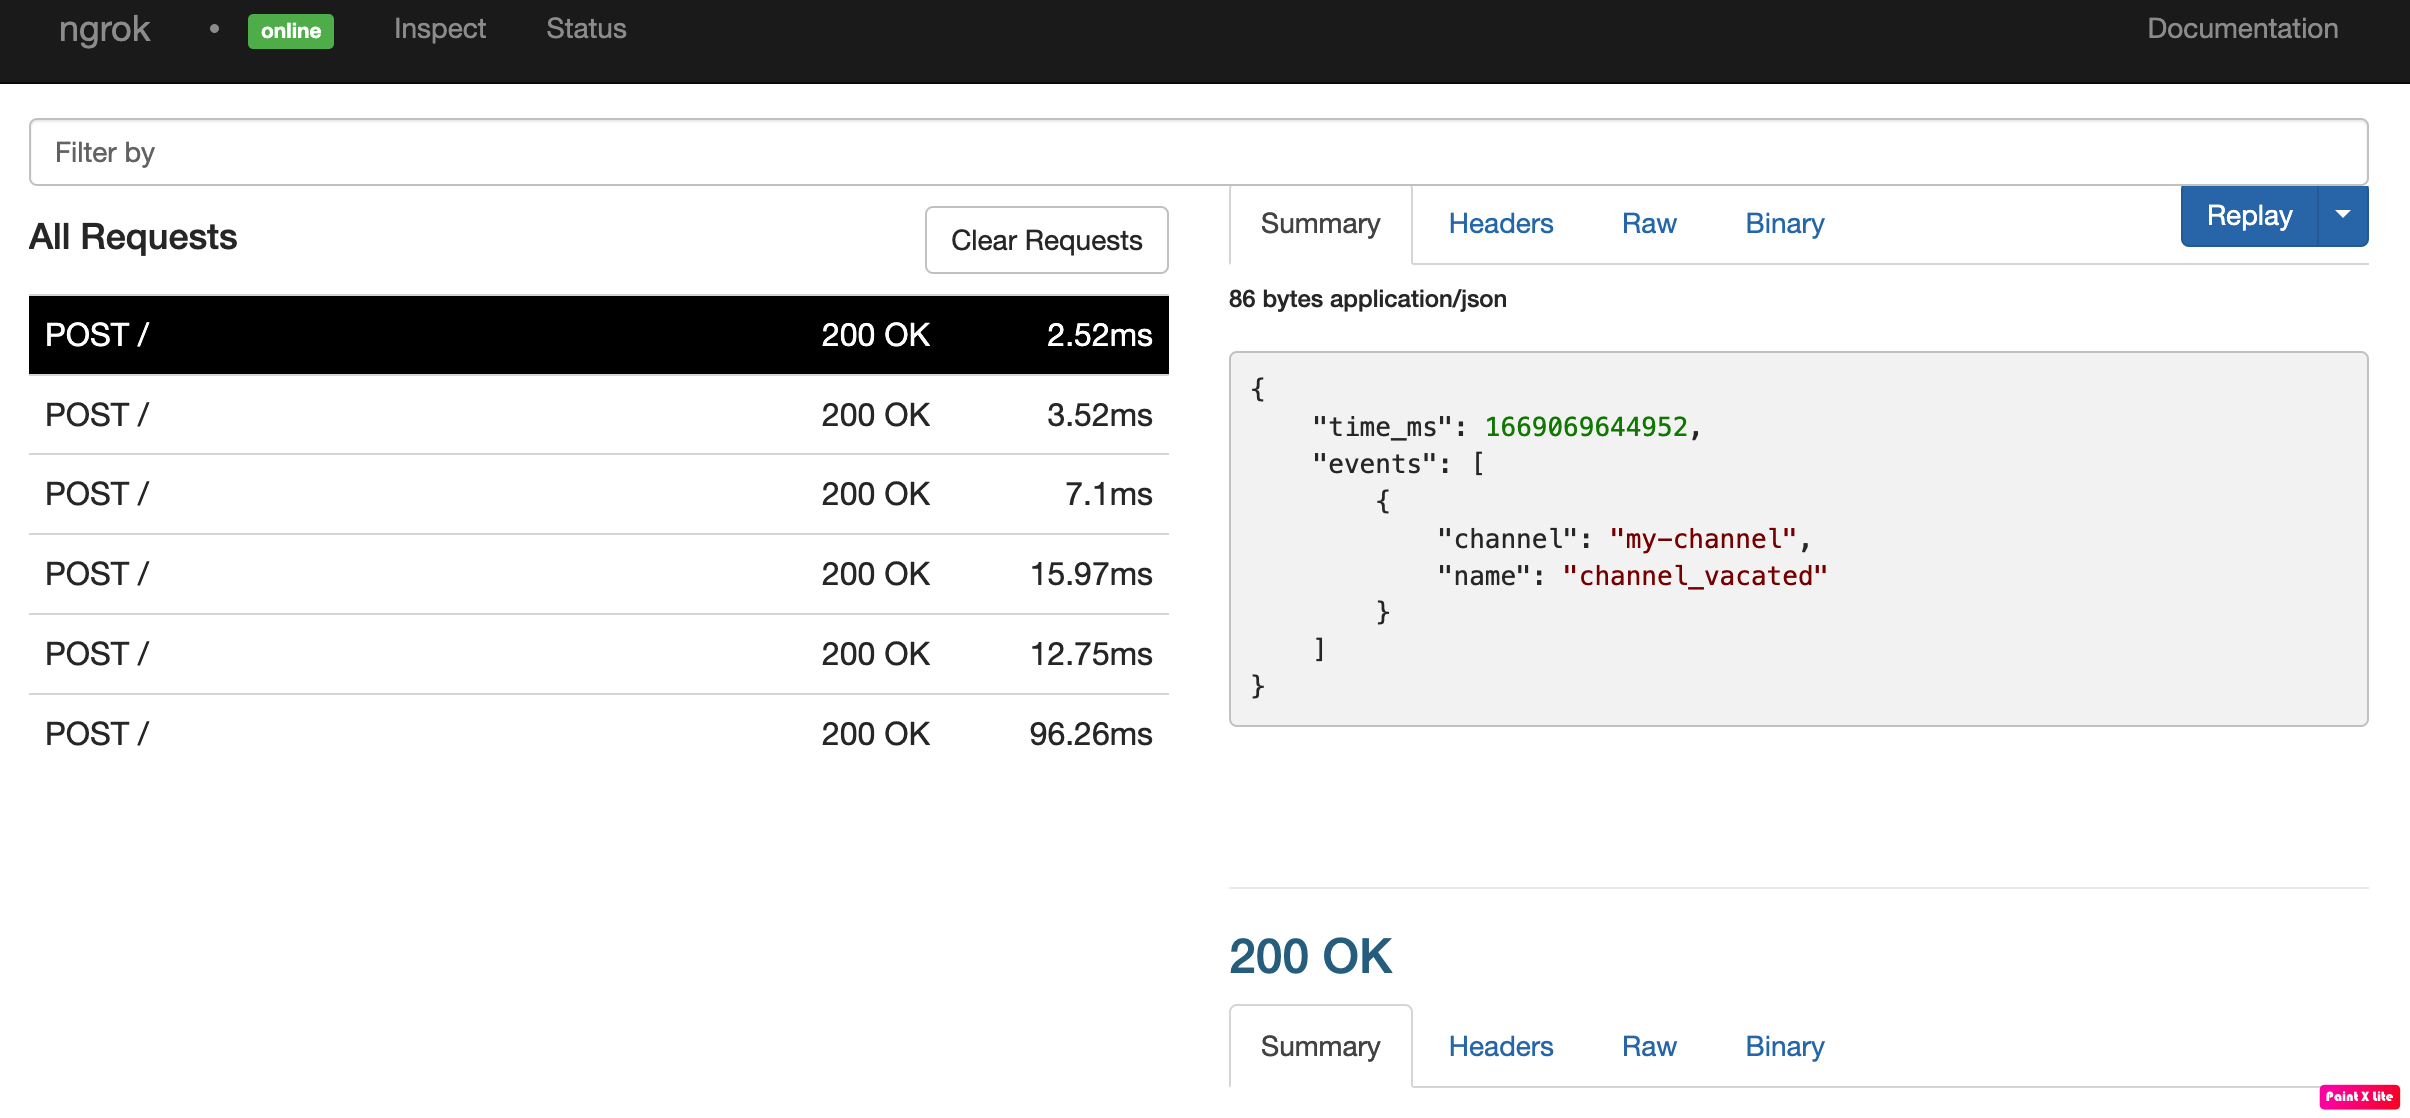 ngrok • online Inspect Status Documentation
Filter by
All Requests Clear Requests
POST / 200 OK 2.52ms
POST / 200 OK 3.52ms
POST / 200 OK 7.1ms
POST / 200 OK 15.97ms
POST / 200 OK 12.75ms
POST / 200 OK 96.26ms
Summary Headers Raw Binary Replay
86 bytes application/json
{
    "time_ms": 1669069644952,
    "events": [
        {
            "channel": "my-channel",
            "name": "channel_vacated"
        }
    ]
}
200 OK
Summary Headers Raw Binary
Paint X Lite